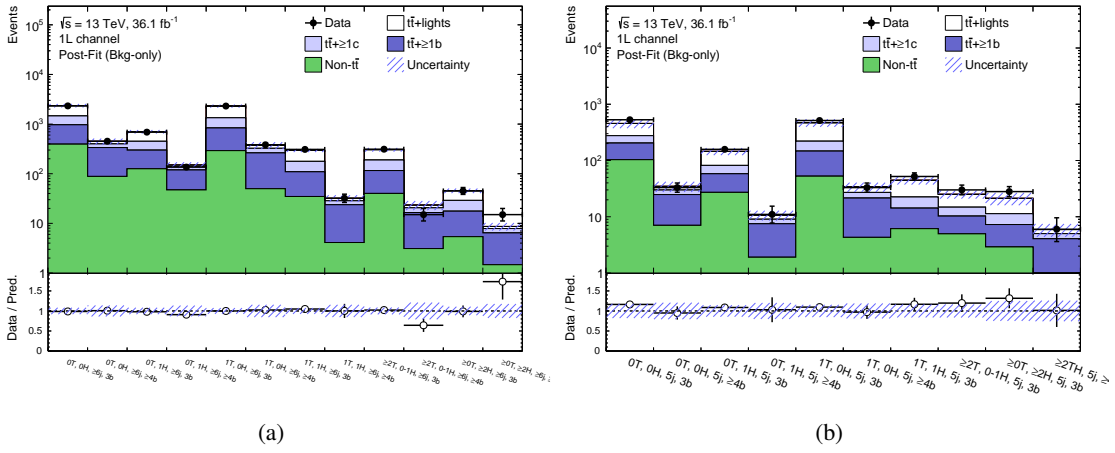 Events
10⁵
10⁴
10³
10²
10
1
√s = 13 TeV, 36.1 fb⁻¹
1L channel
Post-Fit (Bkg-only)
Data
tt̄+lights
tt̄+≥1c
tt̄+≥1b
Non-tt̄
Uncertainty
Data / Pred.
1.5
1
0.5
0
0T, 0H, ≥6j, 3b
0T, 0H, ≥6j, ≥4b
0T, 1H, ≥6j, 3b
0T, 1H, ≥6j, ≥4b
1T, 0H, ≥6j, 3b
1T, 0H, ≥6j, ≥4b
1T, 1H, ≥6j, 3b
1T, 1H, ≥6j, ≥4b
≥2T, 0-1H, ≥6j, 3b
≥2T, 0-1H, ≥6j, ≥4b
≥0T, ≥2H, ≥6j, 3b
≥0T, ≥2H, ≥6j, ≥
(a)
Events
10⁴
10³
10²
10
1
√s = 13 TeV, 36.1 fb⁻¹
1L channel
Post-Fit (Bkg-only)
Data
tt̄+lights
tt̄+≥1c
tt̄+≥1b
Non-tt̄
Uncertainty
Data / Pred.
1.5
1
0.5
0
0T, 0H, 5j, 3b
0T, 0H, 5j, ≥4b
0T, 1H, 5j, 3b
0T, 1H, 5j, ≥4b
1T, 0H, 5j, 3b
1T, 0H, 5j, ≥4b
1T, 1H, 5j, 3b
≥2T, 0-1H, 5j, 3b
≥0T, ≥2H, 5j, 3b
≥2TH, 5j, ≥
(b)